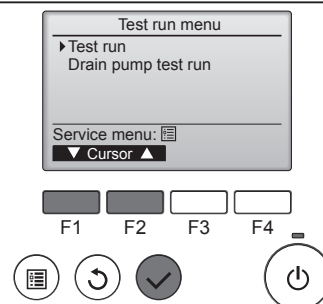 Test run menu
Test run
Drain pump test run
Service menu:
▼ Cursor ▲
F1 F2 F3 F4